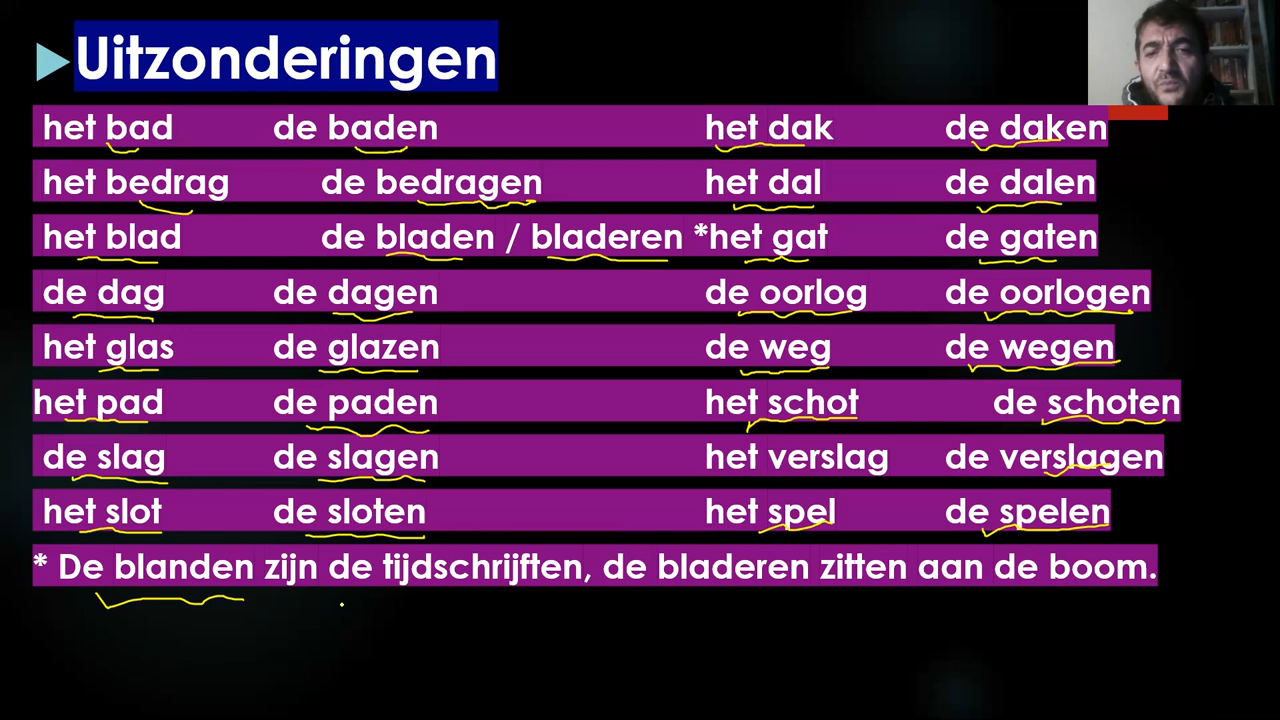 Uitzonderingen
het bad de baden het dak de daken
het bedrag de bedragen het dal de dalen
het blad de bladen / bladeren *het gat de gaten
de dag de dagen de oorlog de oorlogen
het glas de glazen de weg de wegen
het pad de paden het schot de schoten
de slag de slagen het verslag de verslagen
het slot de sloten het spel de spelen
* De blanden zijn de tijdschrijften, de bladeren zitten aan de boom.